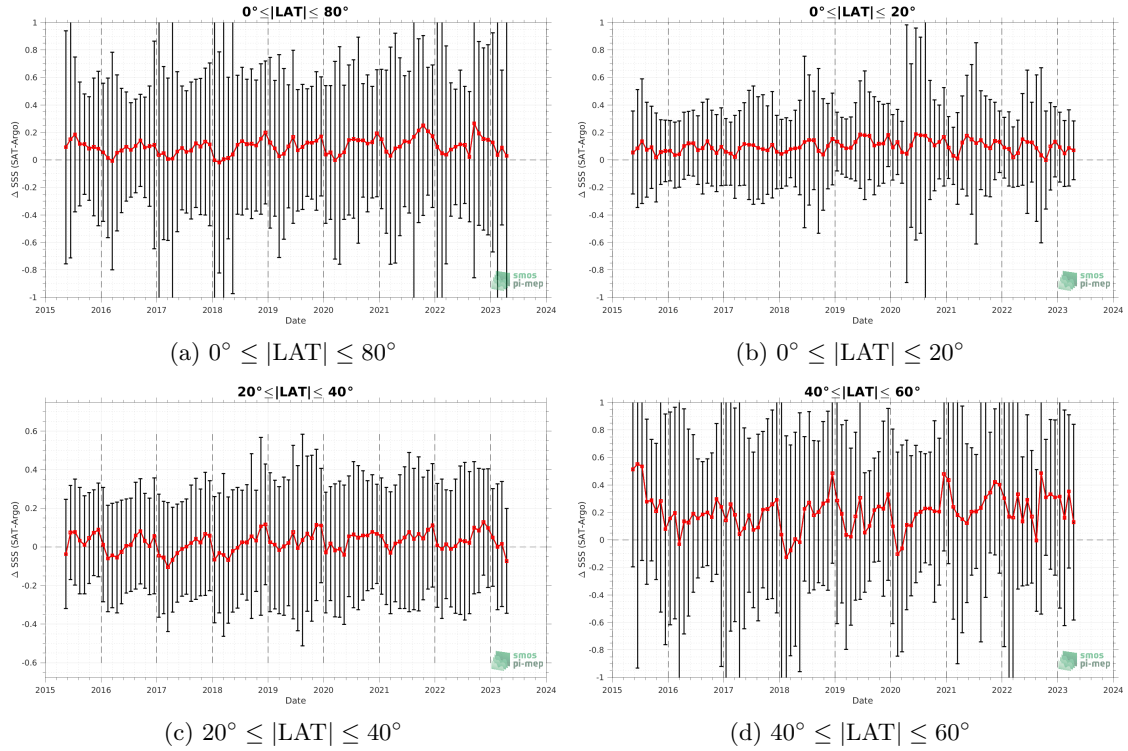 0°≤|LAT|≤ 80°
Δ SSS (SAT-Argo)
1
0.8
0.6
0.4
0.2
0
-0.2
-0.4
-0.6
-0.8
-1
2015 2016 2017 2018 2019 2020 2021 2022 2023 2024
Date
smos
pi-mep
(a) 0° ≤ |LAT| ≤ 80°
0°≤|LAT|≤ 20°
Δ SSS (SAT-Argo)
1
0.8
0.6
0.4
0.2
0
-0.2
-0.4
-0.6
-0.8
-1
2015 2016 2017 2018 2019 2020 2021 2022 2023 2024
Date
smos
pi-mep
(b) 0° ≤ |LAT| ≤ 20°
20°≤|LAT|≤ 40°
Δ SSS (SAT-Argo)
0.6
0.4
0.2
0
-0.2
-0.4
-0.6
2015 2016 2017 2018 2019 2020 2021 2022 2023 2024
Date
smos
pi-mep
(c) 20° ≤ |LAT| ≤ 40°
40°≤|LAT|≤ 60°
Δ SSS (SAT-Argo)
1
0.8
0.6
0.4
0.2
0
-0.2
-0.4
-0.6
-0.8
-1
2015 2016 2017 2018 2019 2020 2021 2022 2023 2024
Date
smos
pi-mep
(d) 40° ≤ |LAT| ≤ 60°